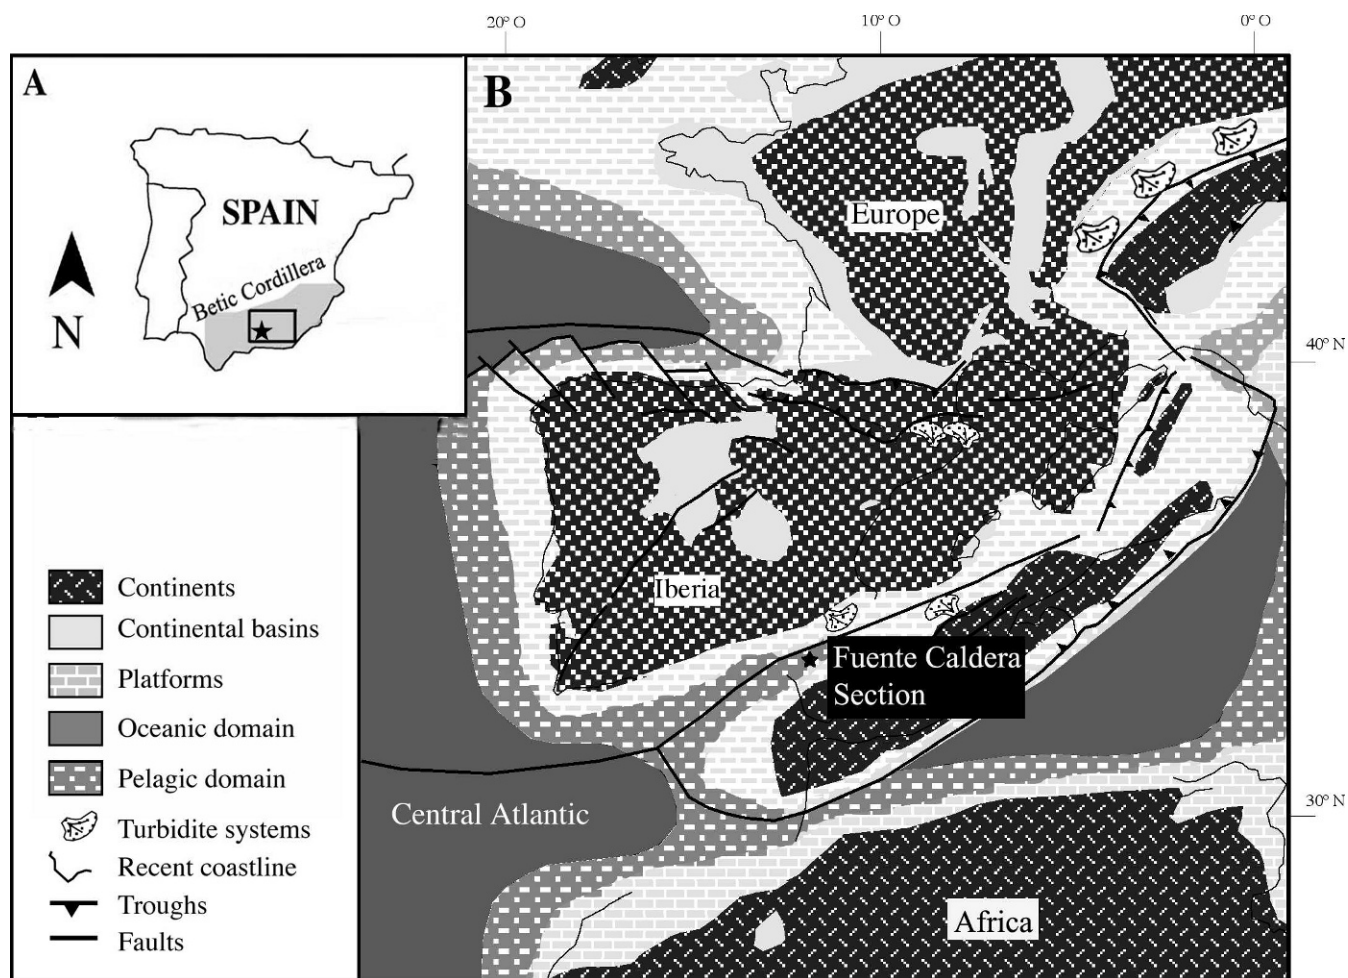 20° O
10° O
0° O
A
B
SPAIN
Betic Cordillera
N
Europe
40° N
Iberia
Fuente Caldera
Section
Continents
Continental basins
Platforms
Oceanic domain
Pelagic domain
Turbidite systems
Recent coastline
Troughs
Faults
Central Atlantic
30° N
Africa